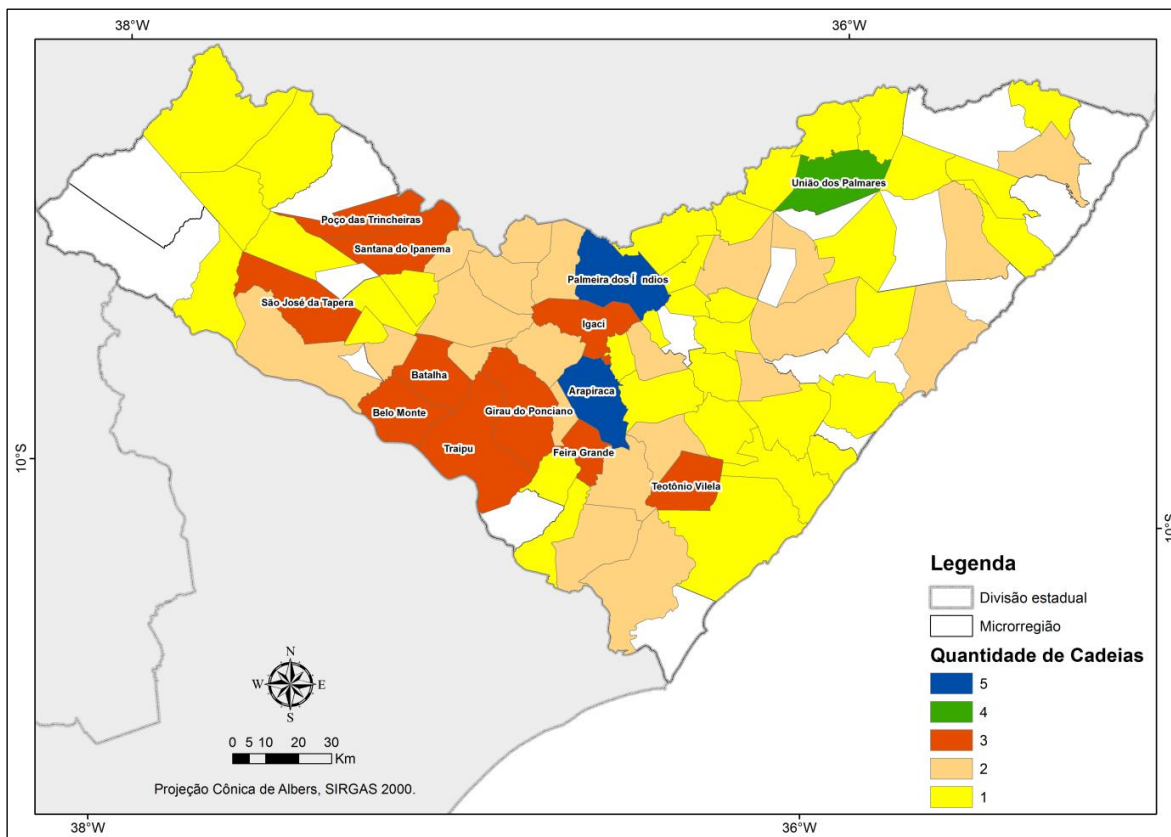 38°W
36°W
União dos Palmares
Poço das Trincheiras
Santana do Ipanema
Palmeira dos Í ndios
São José da Tapera
Igaci
Batalha
Arapiraca
Belo Monte
Girau do Ponciano
Traipu
Feira Grande
Teotônio Vilela
10°S
10°S
Legenda
Divisão estadual
Microrregião
Quantidade de Cadeias
5
4
3
2
1
N
W
E
S
0 5 10 20 30
Km
Projeção Cônica de Albers, SIRGAS 2000.
38°W
36°W